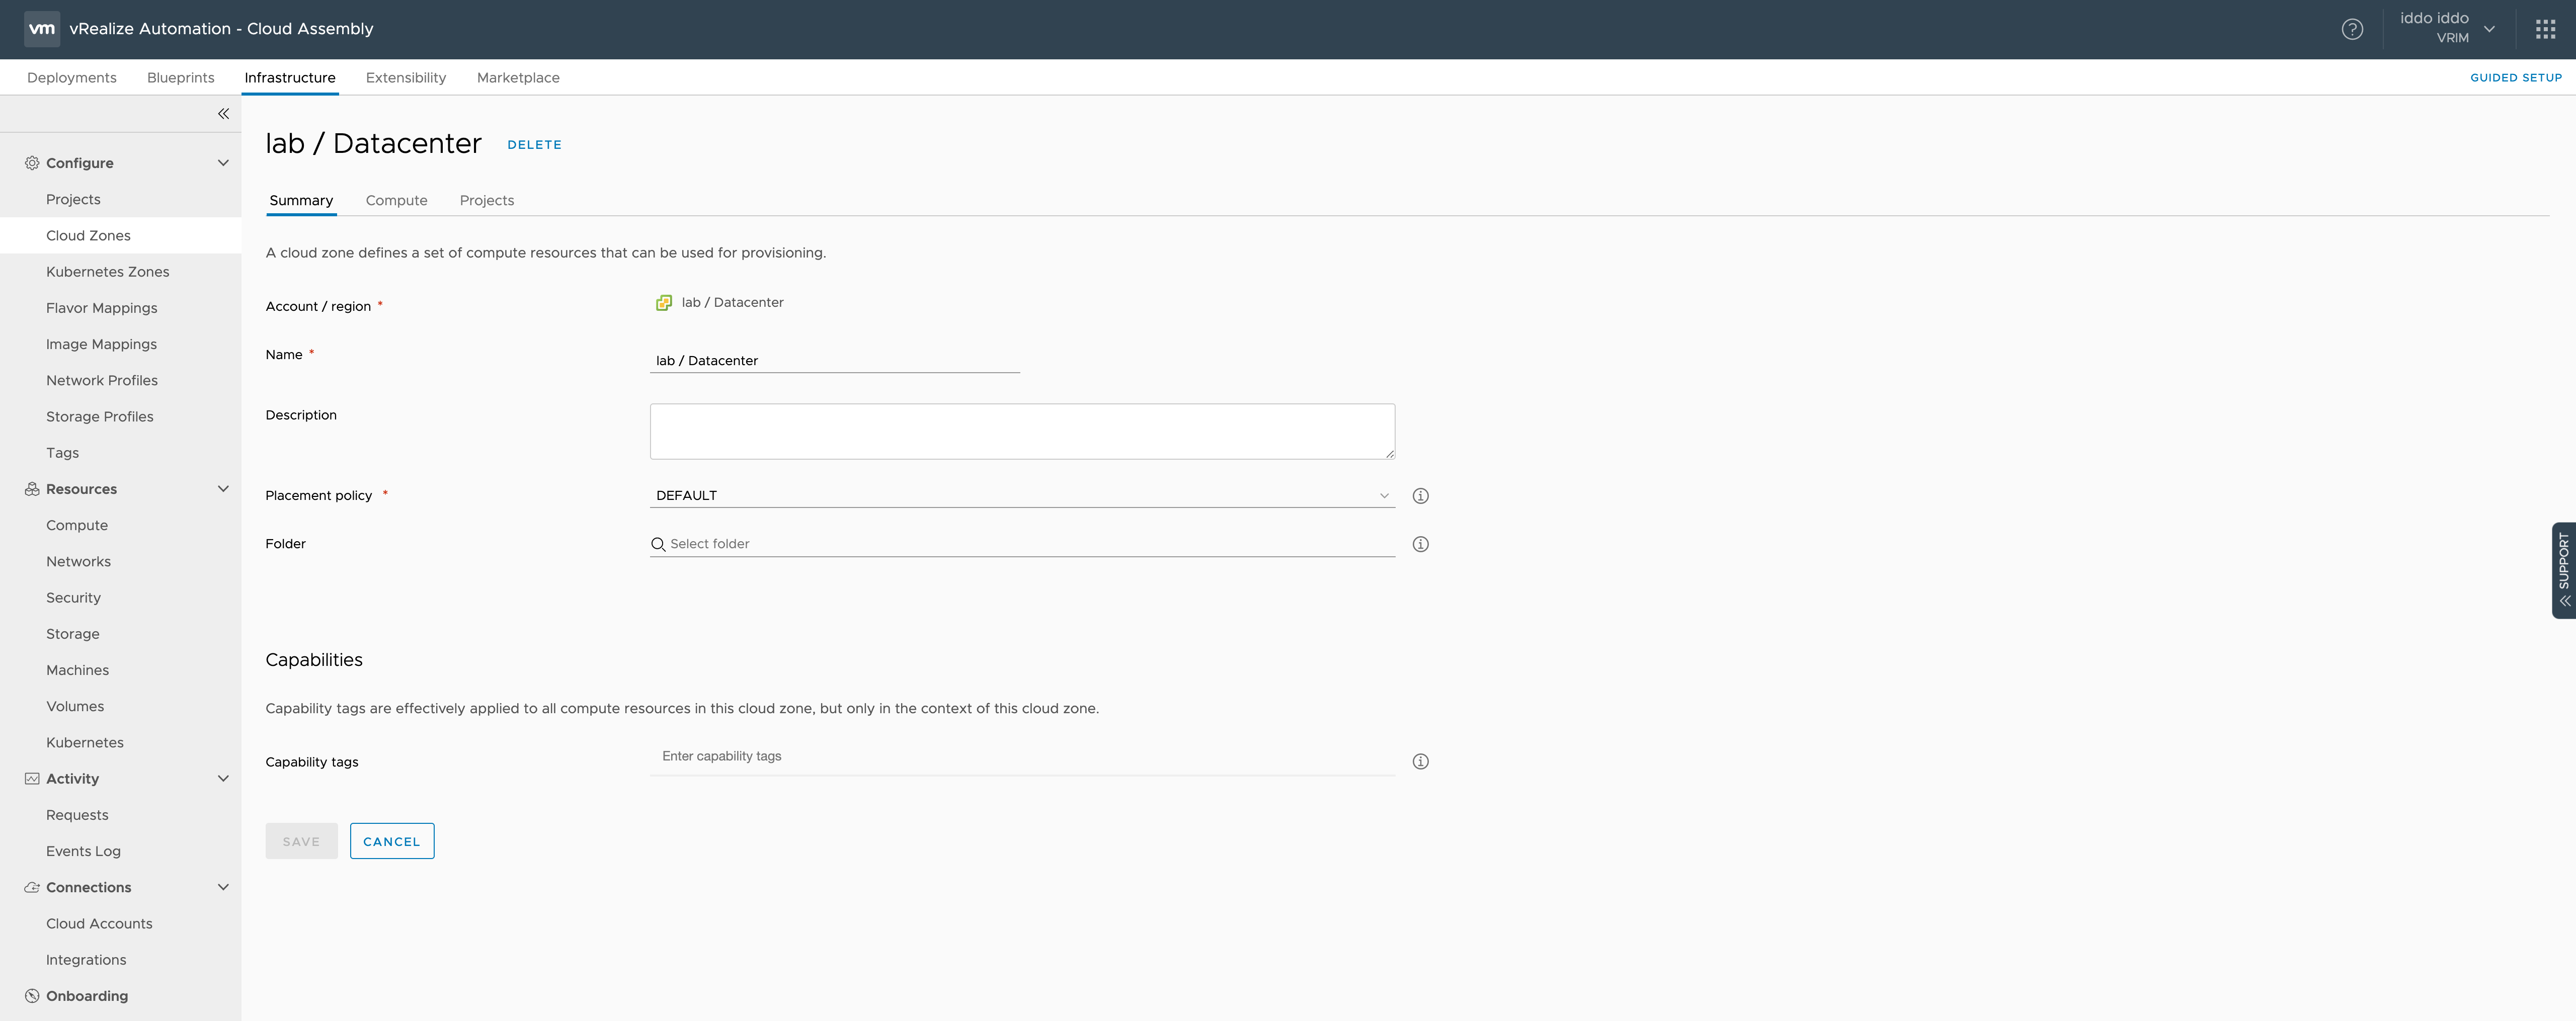 vm vRealize Automation - Cloud Assembly
iddo iddo
VRIM
Deployments Blueprints Infrastructure Extensibility Marketplace GUIDED SETUP
Configure
Projects
Cloud Zones
Kubernetes Zones
Flavor Mappings
Image Mappings
Network Profiles
Storage Profiles
Tags
Resources
Compute
Networks
Security
Storage
Machines
Volumes
Kubernetes
Activity
Requests
Events Log
Connections
Cloud Accounts
Integrations
Onboarding
lab / Datacenter DELETE
Summary Compute Projects
A cloud zone defines a set of compute resources that can be used for provisioning.
Account / region * lab / Datacenter
Name * lab / Datacenter
Description
Placement policy * DEFAULT
Folder Select folder
Capabilities
Capability tags are effectively applied to all compute resources in this cloud zone, but only in the context of this cloud zone.
Capability tags Enter capability tags
SAVE CANCEL
SUPPORT